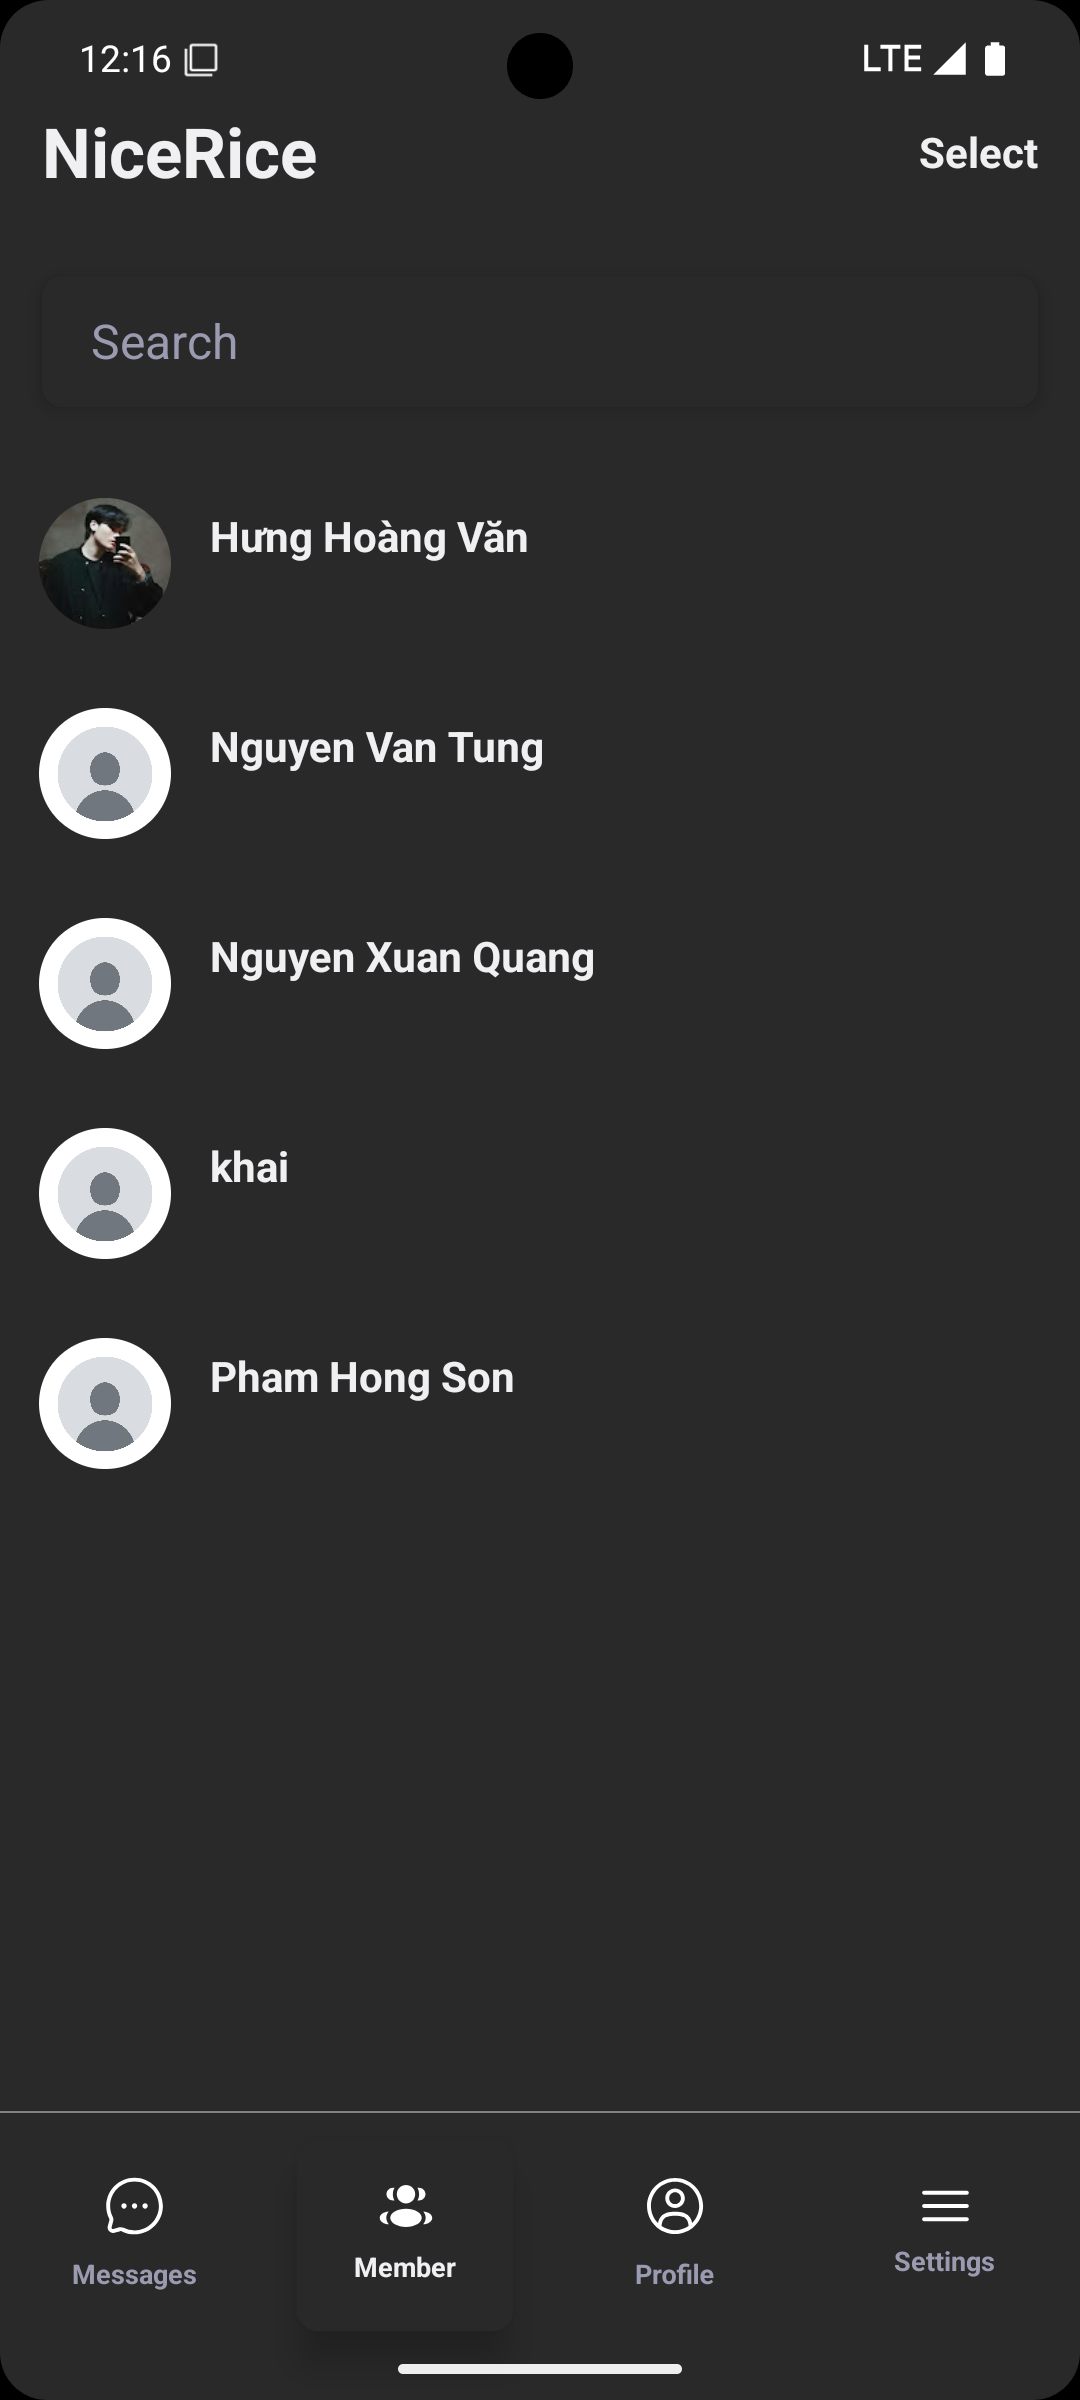 12:16
LTE
NiceRice
Select
Search
Hưng Hoàng Văn
Nguyen Van Tung
Nguyen Xuan Quang
khai
Pham Hong Son
Messages
Member
Profile
Settings